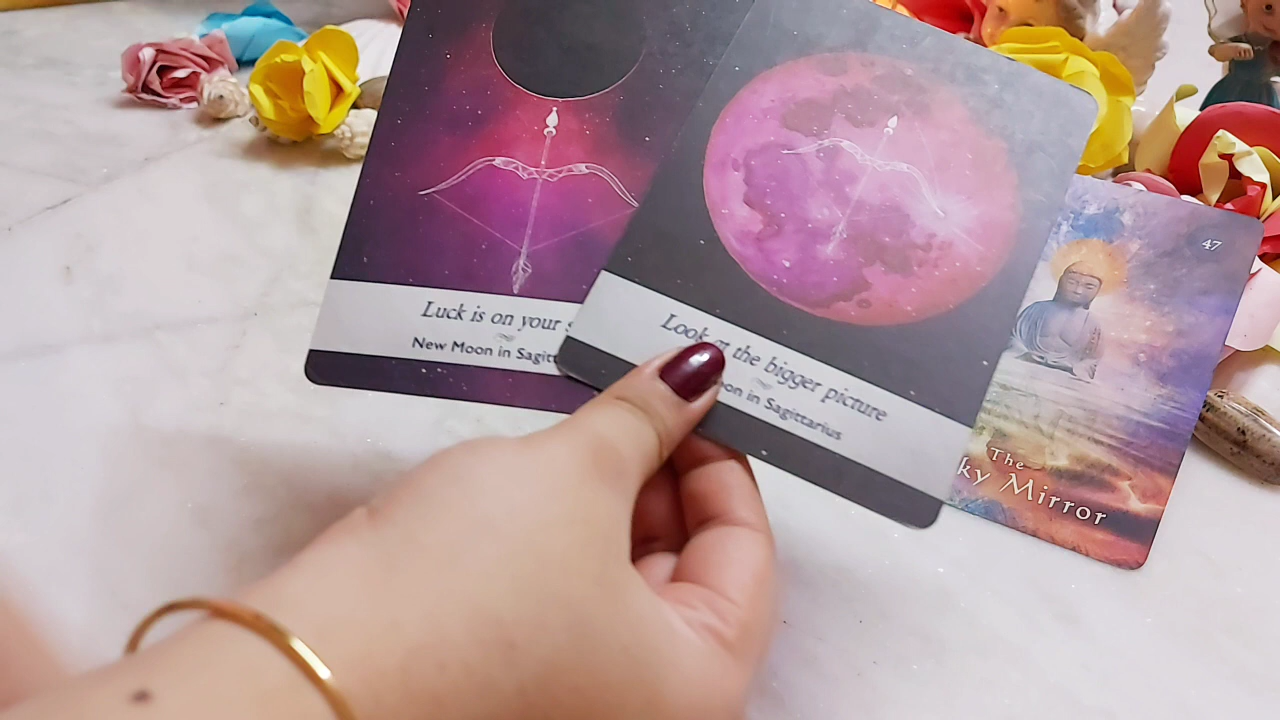 Luck is on your
New Moon in Sagitt
Look at the bigger picture
oon in Sagittarius
47
The
ky Mirror